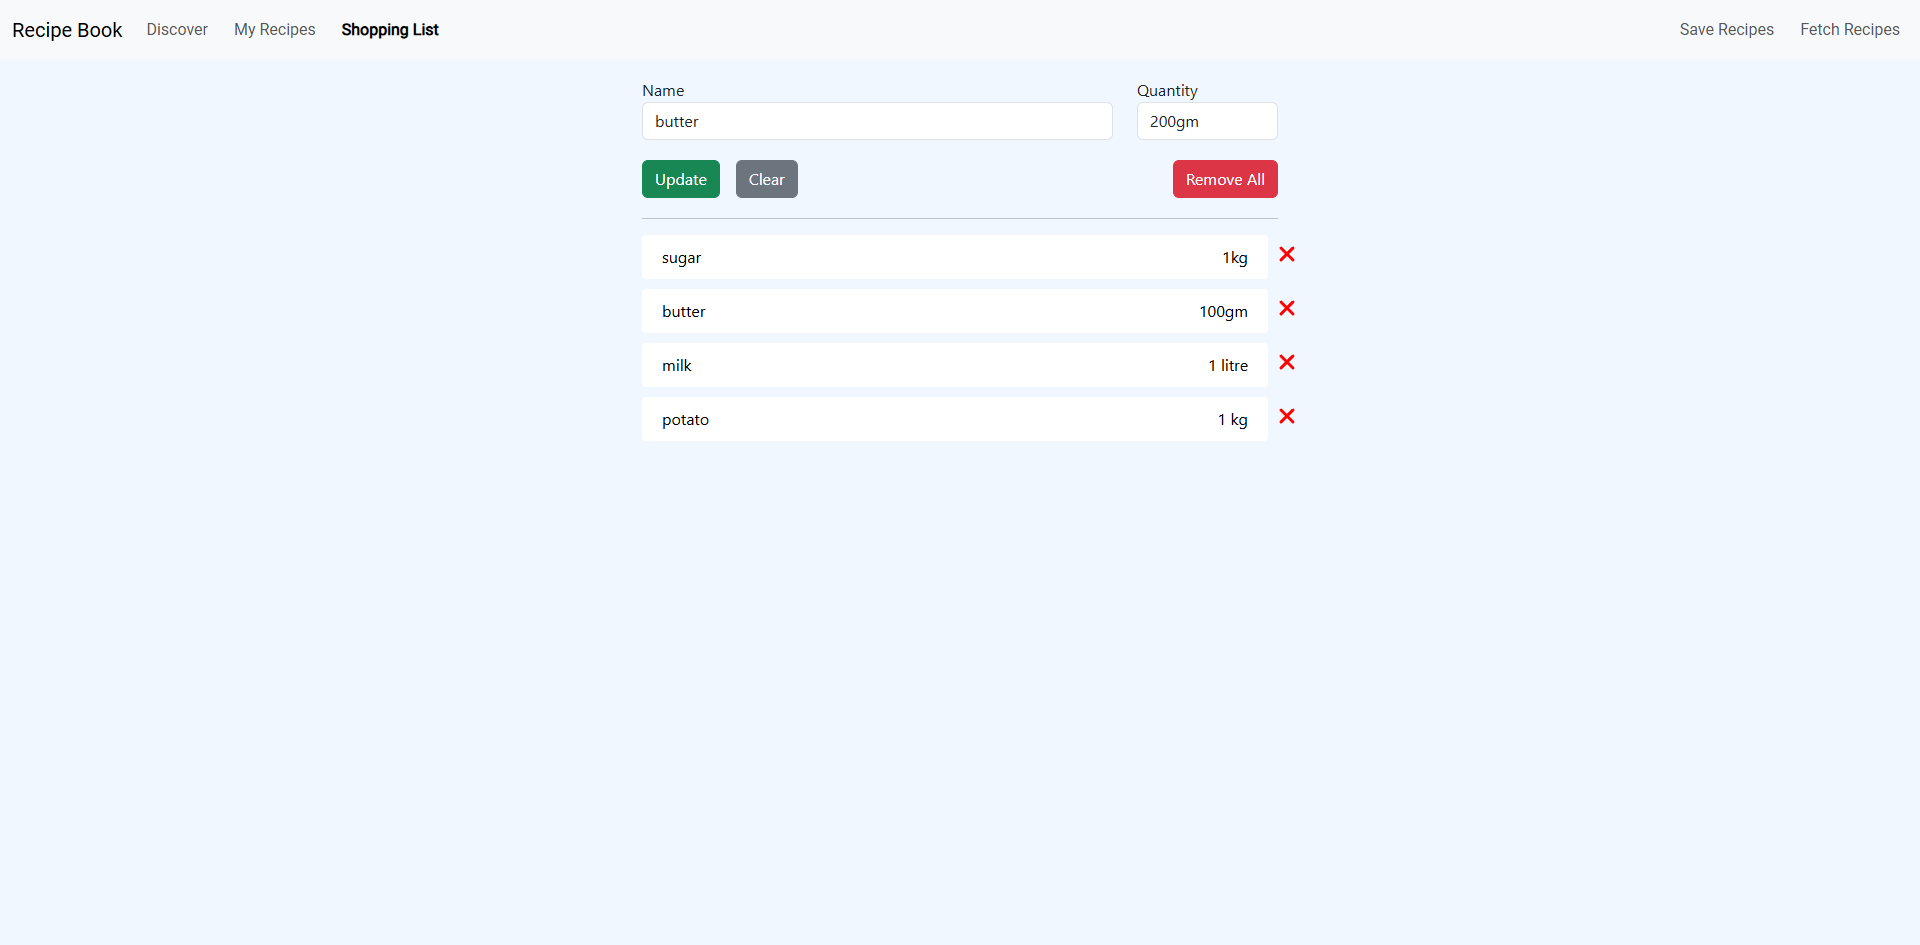 Recipe Book Discover My Recipes Shopping List Save Recipes Fetch Recipes
Name Quantity
butter 200gm
Update Clear Remove All
sugar 1kg
butter 100gm
milk 1 litre
potato 1 kg